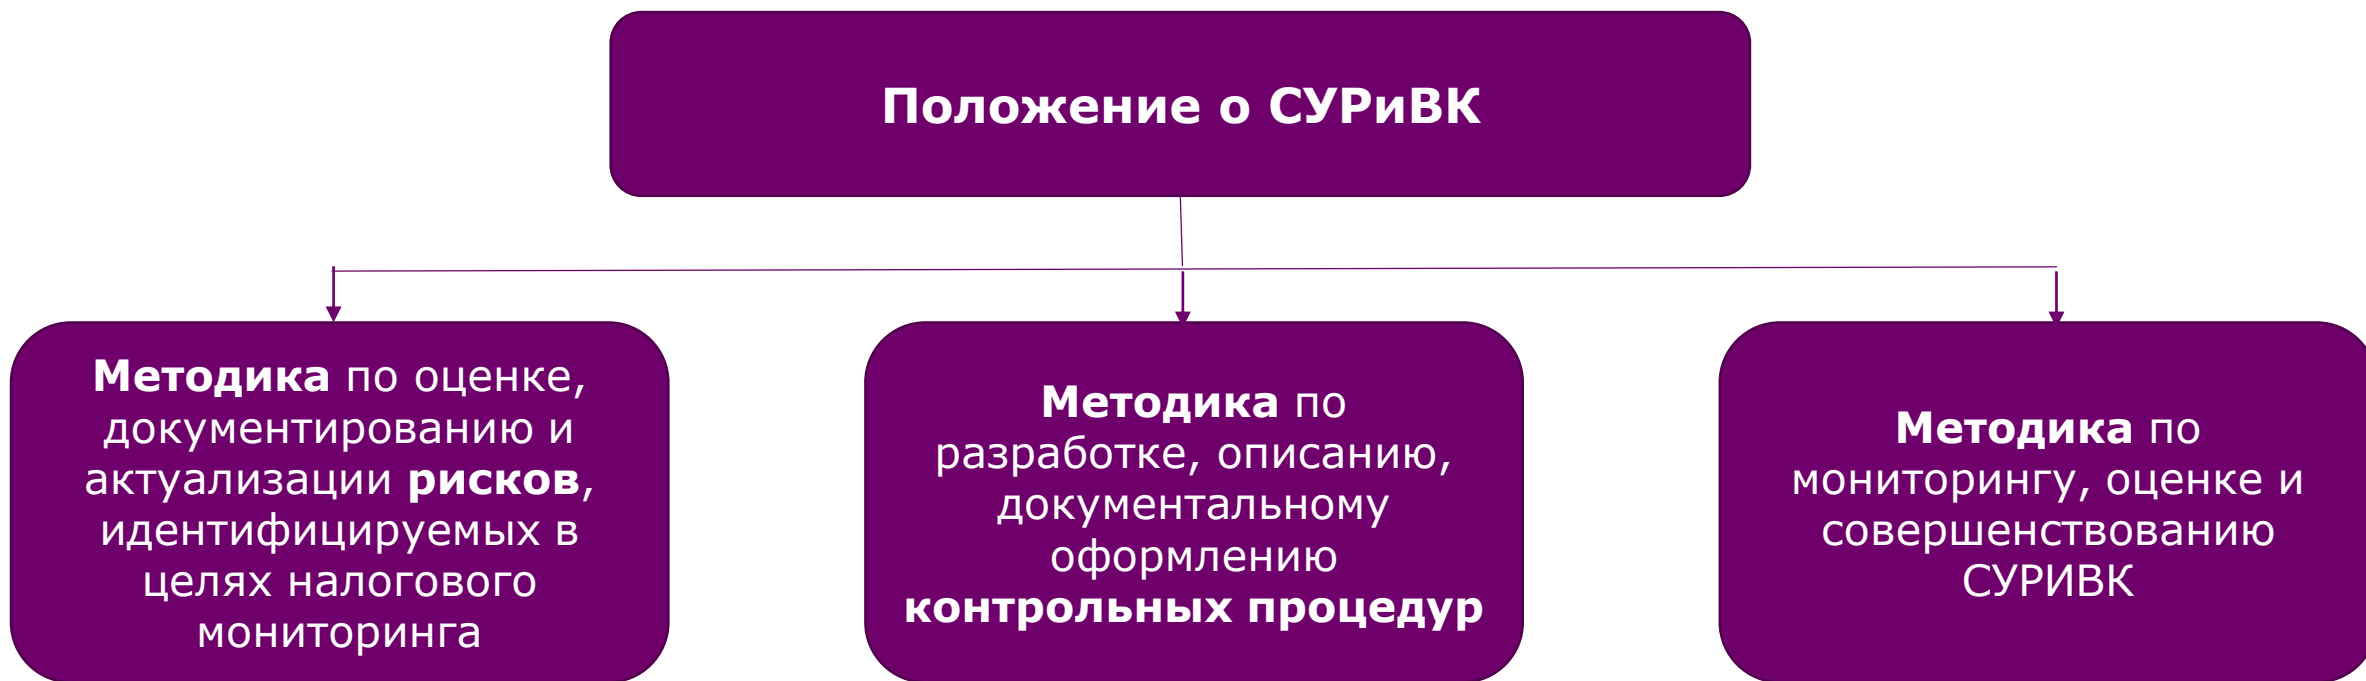 Положение о СУРиВК
Методика по оценке,
документированию и
актуализации рисков,
идентифицируемых в
целях налогового
мониторинга
Методика по
разработке, описанию,
документальному
оформлению
контрольных процедур
Методика по
мониторингу, оценке и
совершенствованию
СУРИВК